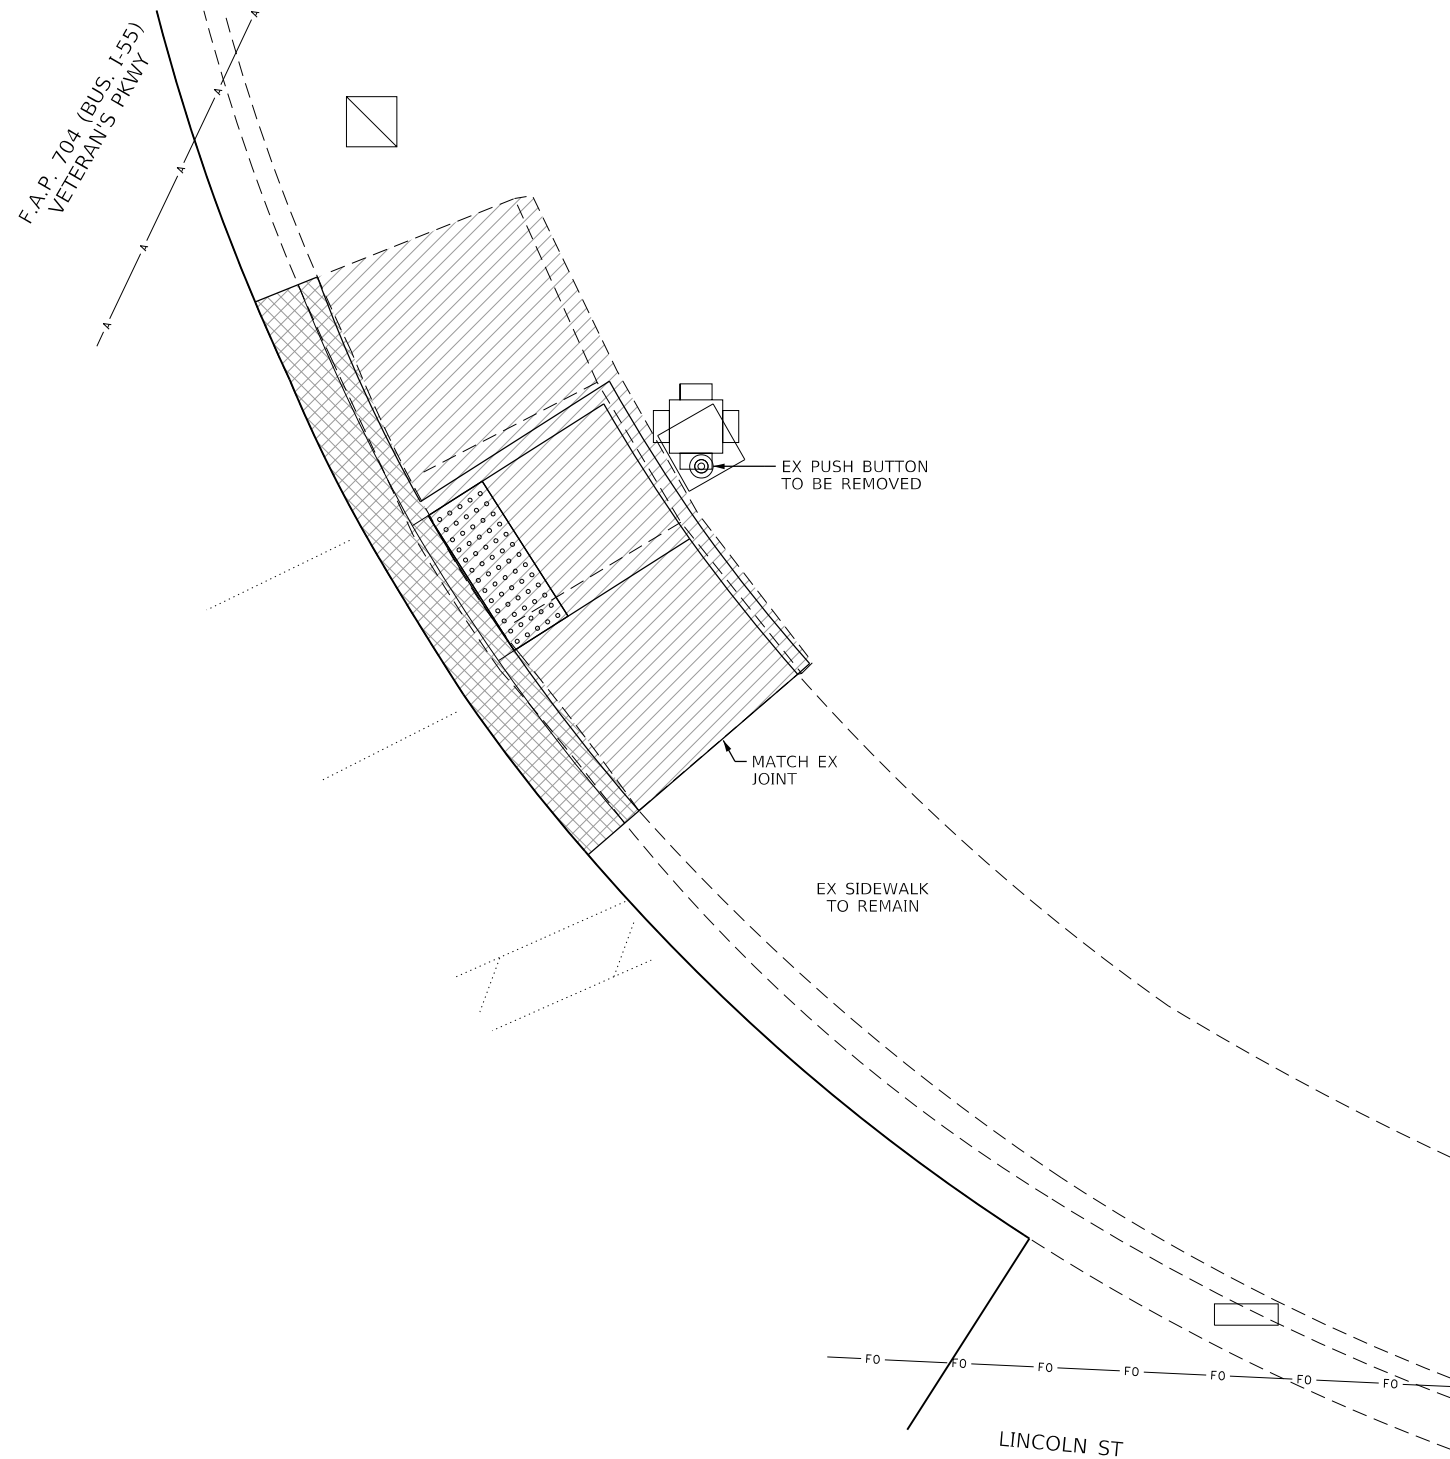 F.A.P. 704 (BUS. I-55)
VETERAN'S PKWY
A
A
A
A
A
EX PUSH BUTTON
TO BE REMOVED
MATCH EX
JOINT
EX SIDEWALK
TO REMAIN
FO
FO
FO
FO
FO
FO
FO
LINCOLN ST